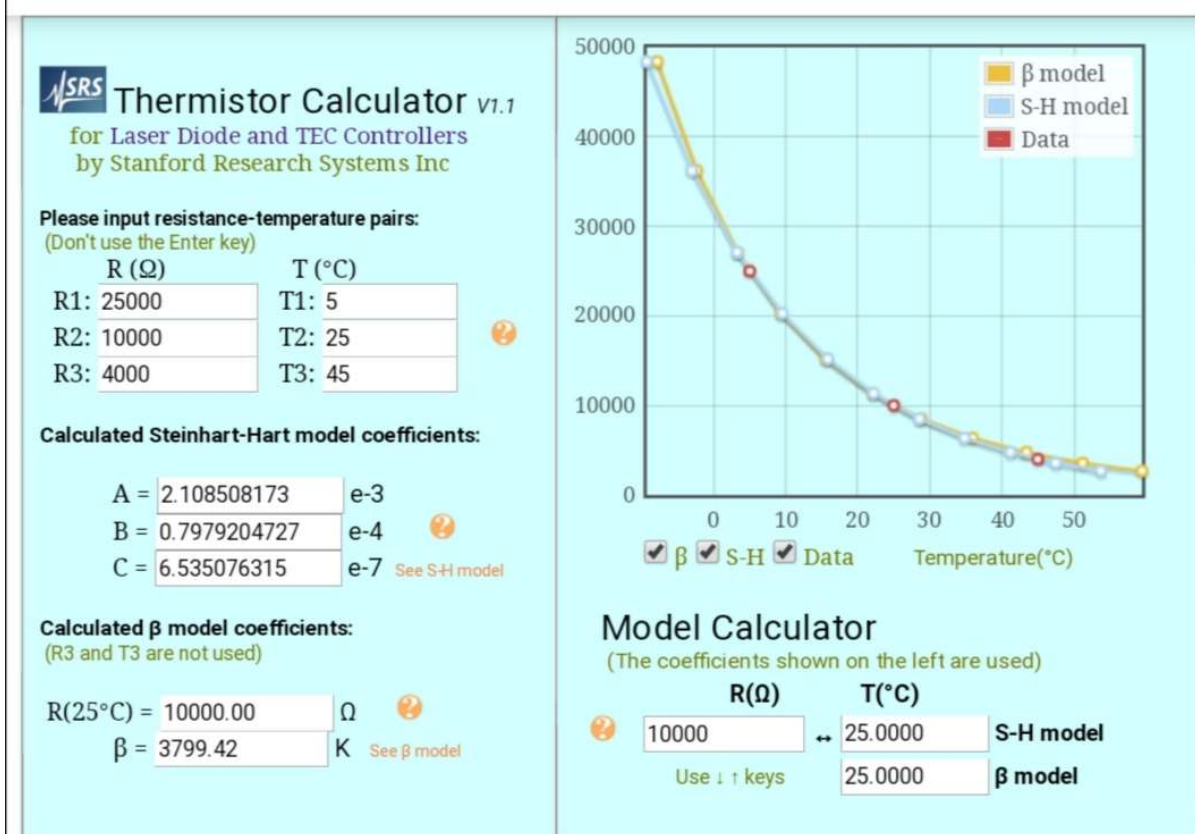 SRS
Thermistor Calculator V1.1
for Laser Diode and TEC Controllers
by Stanford Research Systems Inc
Please input resistance-temperature pairs:
(Don't use the Enter key)
R (Ω) T (°C)
R1: 25000 T1: 5
R2: 10000 T2: 25
?
R3: 4000 T3: 45
Calculated Steinhart-Hart model coefficients:
A = 2.108508173 e-3
B = 0.7979204727 e-4 ?
C = 6.535076315 e-7 See S-H model
Calculated β model coefficients:
(R3 and T3 are not used)
R(25°C) = 10000.00 Ω ?
β = 3799.42 K See β model
50000
40000
30000
20000
10000
0
β model
S-H model
Data
0 10 20 30 40 50
β S-H Data Temperature(°C)
Model Calculator
(The coefficients shown on the left are used)
R(Ω) T(°C)
? 10000 ↔ 25.0000 S-H model
Use ↓ ↑ keys 25.0000 β model